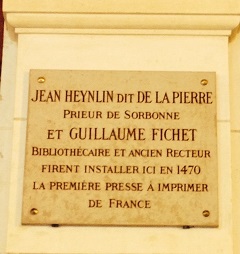 JEAN HEYNLIN DIT DE LA PIERRE
PRIEUR DE SORBONNE
ET GUILLAUME FICHET
BIBLIOTHÉCAIRE ET ANCIEN RECTEUR
FIRENT INSTALLER ICI EN 1470
LA PREMIÈRE PRESSE À IMPRIMER
DE FRANCE